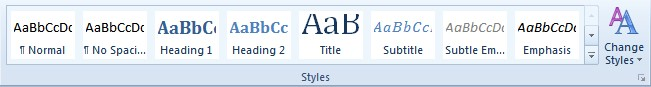 AaBbCcDc AaBbCcDc AaBbC AaBbCc AaB AaBbCc. AaBbCcDc AaBbCcDc
¶ Normal ¶ No Spaci... Heading 1 Heading 2 Title Subtitle Subtle Em... Emphasis
Change
Styles
Styles